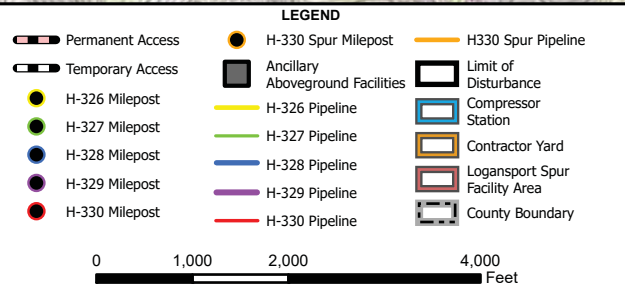 LEGEND
Permanent Access
Temporary Access
H-326 Milepost
H-327 Milepost
H-328 Milepost
H-329 Milepost
H-330 Milepost
H-330 Spur Milepost
Ancillary
Aboveground Facilities
H-326 Pipeline
H-327 Pipeline
H-328 Pipeline
H-329 Pipeline
H-330 Pipeline
H330 Spur Pipeline
Limit of
Disturbance
Compressor
Station
Contractor Yard
Logansport Spur
Facility Area
County Boundary
0 1,000 2,000 4,000
Feet